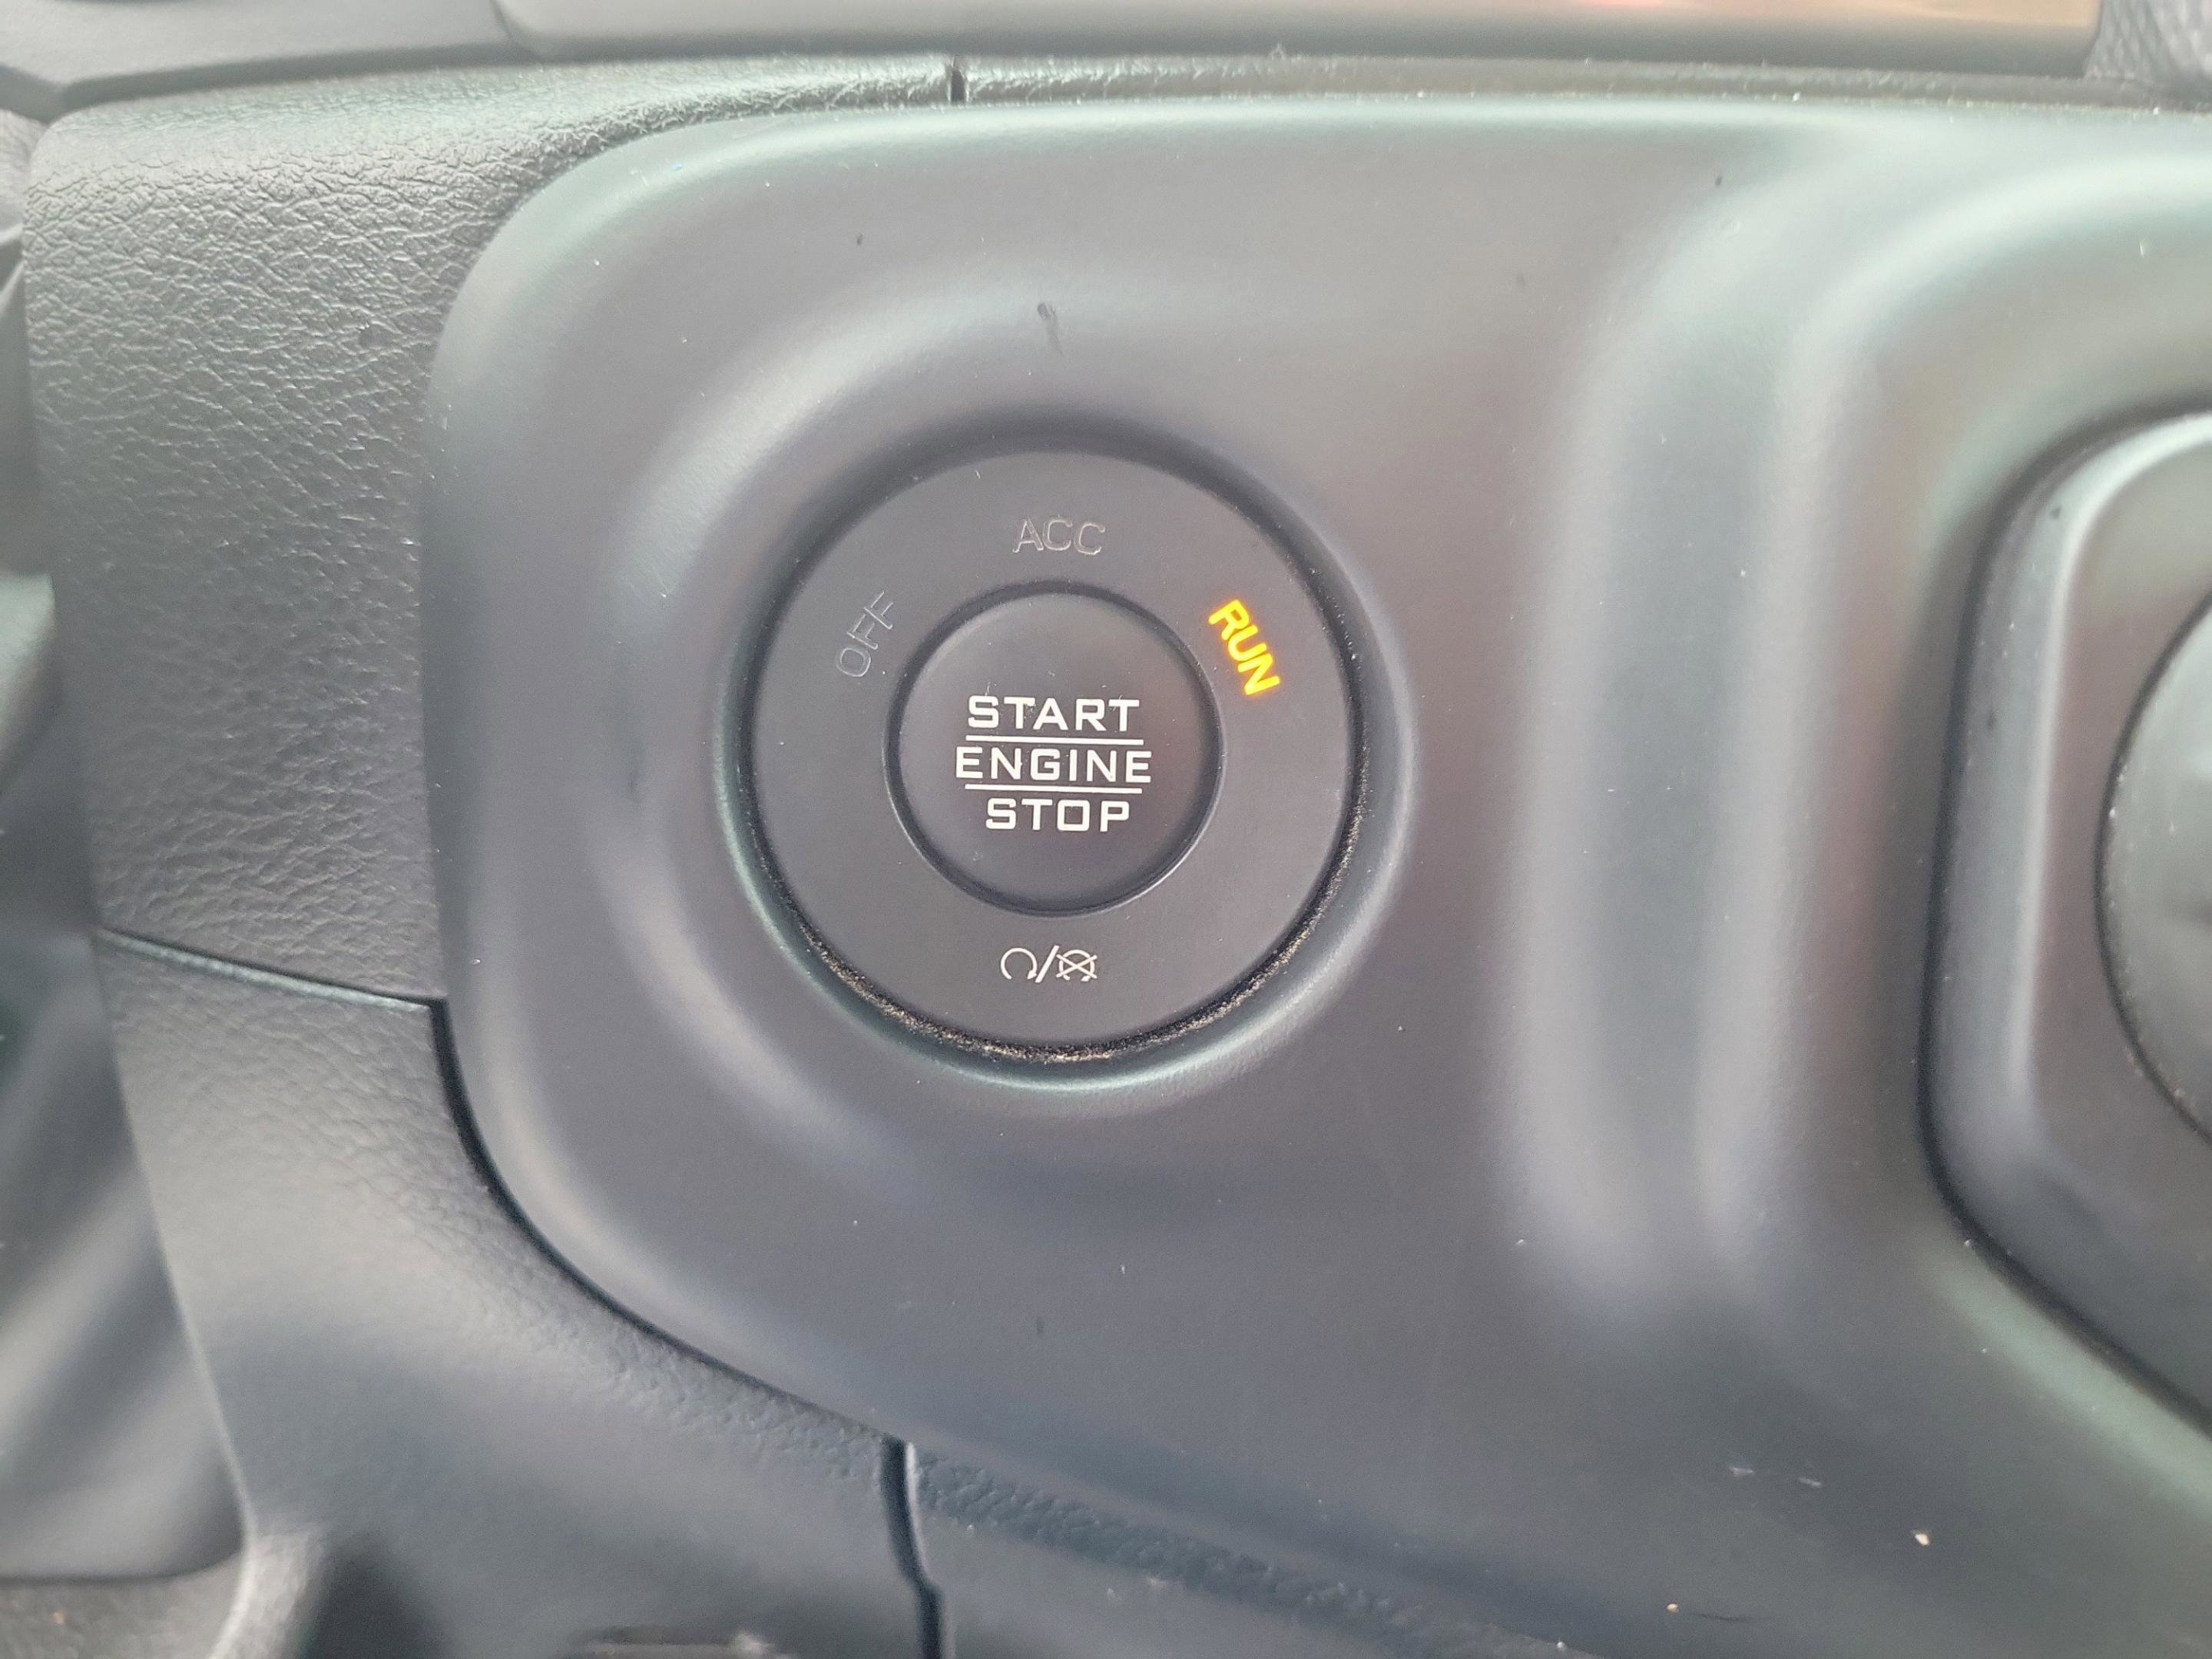 ACC
OFF
RUN
START
ENGINE
STOP